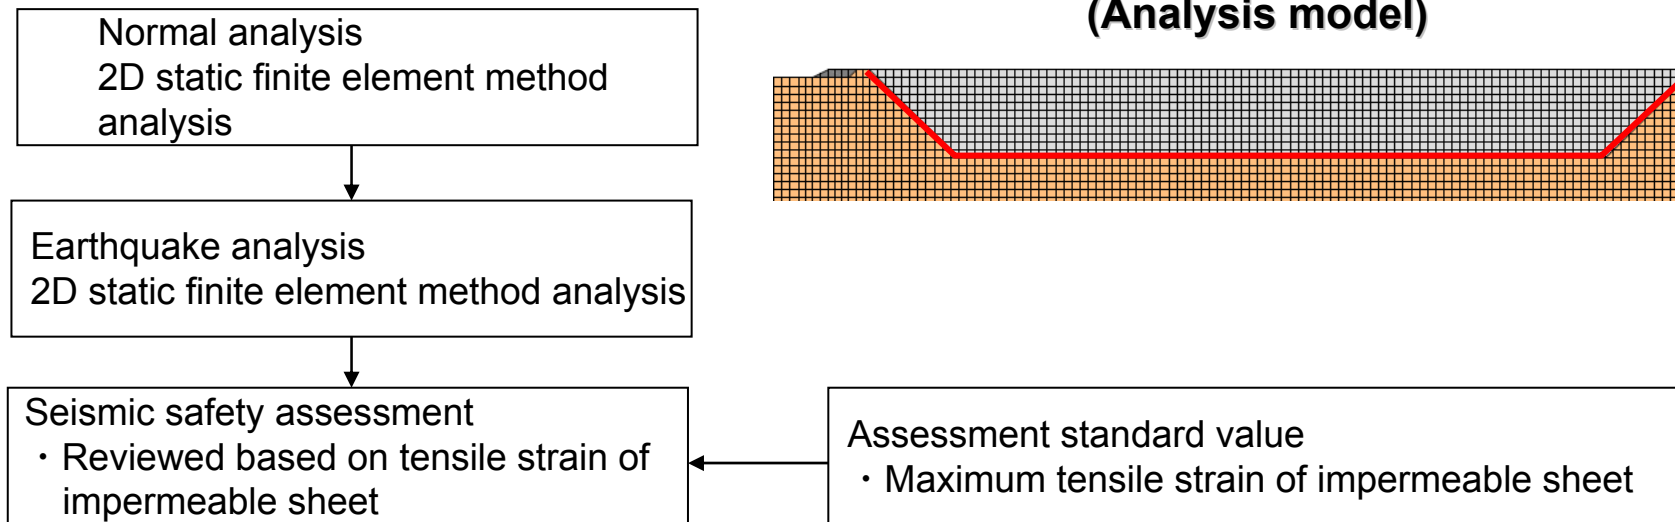 Normal analysis
2D static finite element method
analysis
(Analysis model)
Earthquake analysis
2D static finite element method analysis
Seismic safety assessment
・Reviewed based on tensile strain of
impermeable sheet
Assessment standard value
・Maximum tensile strain of impermeable sheet